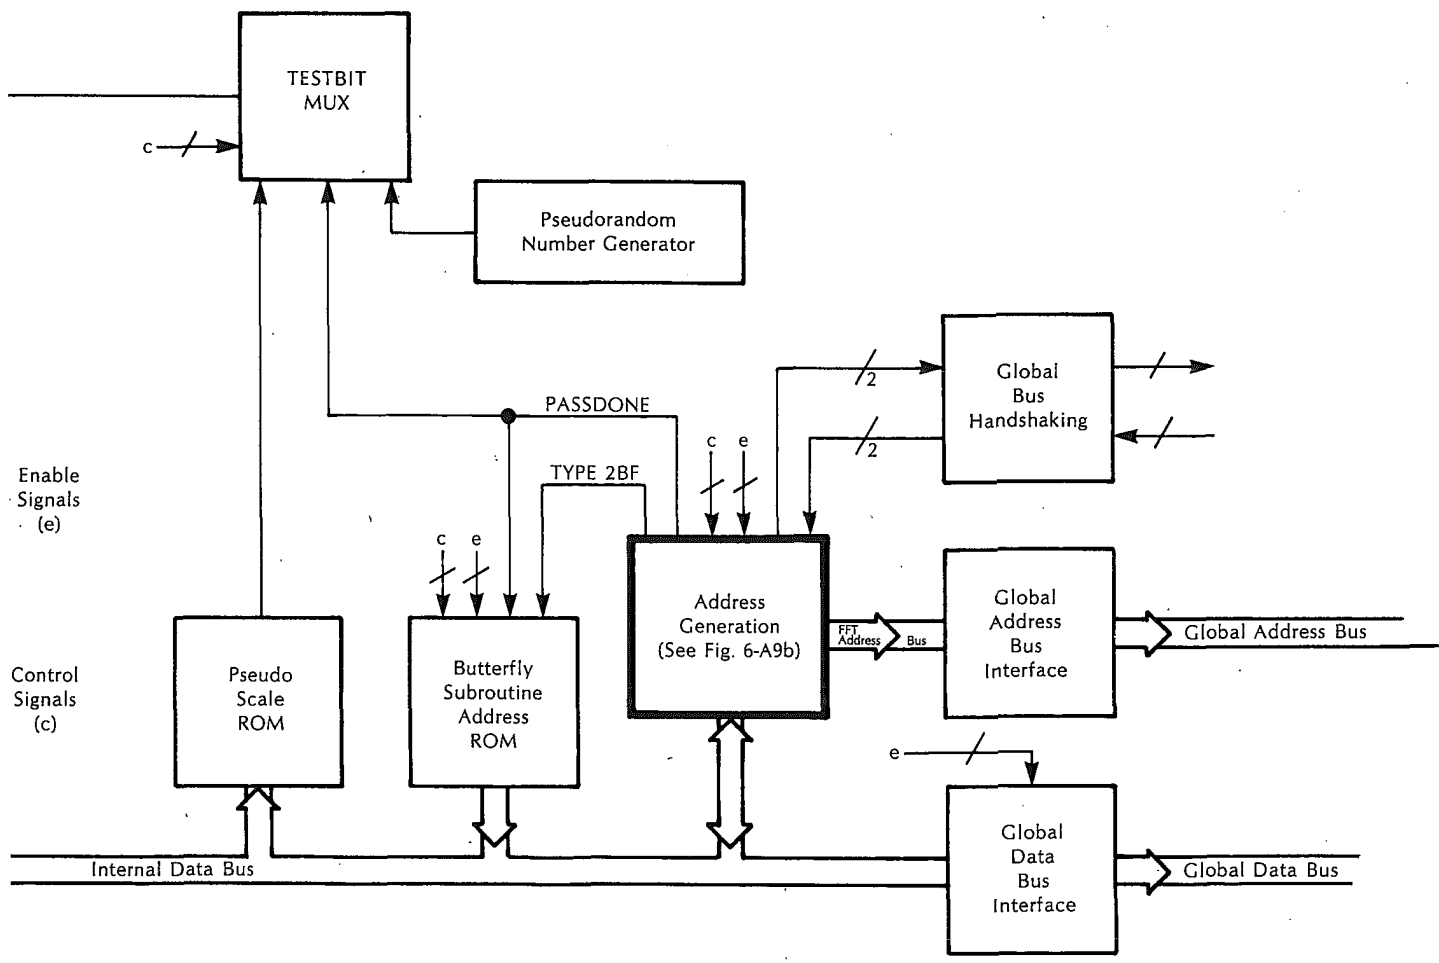 TESTBIT
MUX
c
Pseudorandom
Number Generator
2
Global
Bus
Handshaking
2
PASSDONE
c e
TYPE 2BF
Enable
Signals
(e)
c e
Address
Generation
(See Fig. 6-A9b)
FFT
Address
Bus
Global
Address
Bus
Interface
Global Address Bus
Control
Signals
(c)
Pseudo
Scale
ROM
Butterfly
Subroutine
Address
ROM
e
Global
Data
Bus
Interface
Internal Data Bus
Global Data Bus